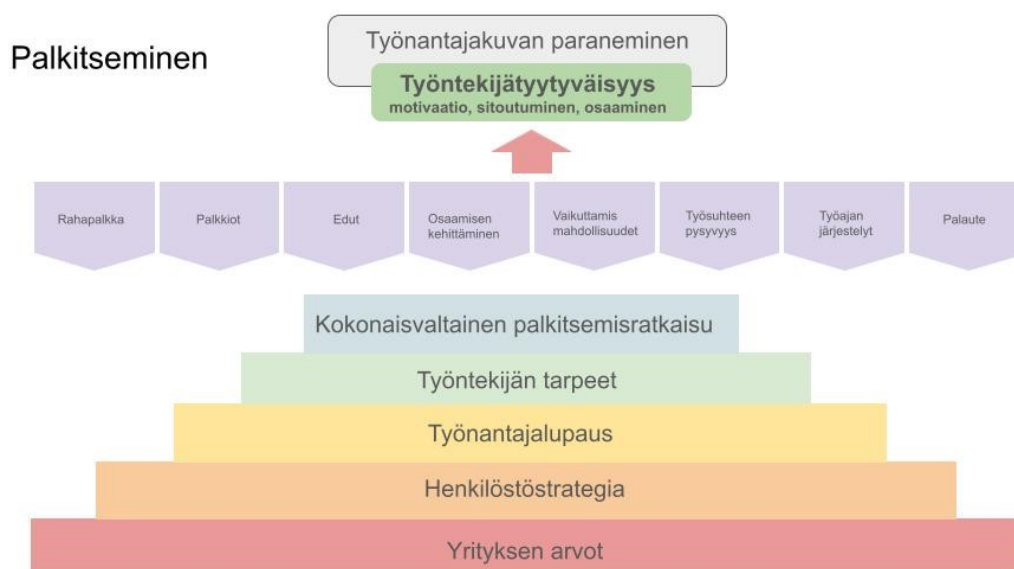 Palkitseminen
Työnantajakuvan paraneminen
Työntekijätyytyväisyys
motivaatio, sitoutuminen, osaaminen
Rahapalkka
Palkkiot
Edut
Osaamisen
kehittäminen
Vaikuttamis
mahdollisuudet
Työsuhteen
pysyvyys
Työajan
järjestelyt
Palaute
Kokonaisvaltainen palkitsemisratkaisu
Työntekijän tarpeet
Työnantajalupaus
Henkilöstöstrategia
Yrityksen arvot